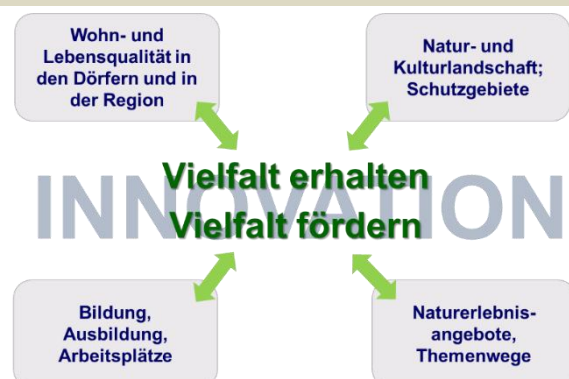 Wohn- und
Lebensqualität in
den Dörfern und in
der Region
Natur- und
Kulturlandschaft;
Schutzgebiete
Vielfalt erhalten
INNOVATION
Vielfalt fördern
Bildung,
Ausbildung,
Arbeitsplätze
Naturerlebnis-
angebote,
Themenwege